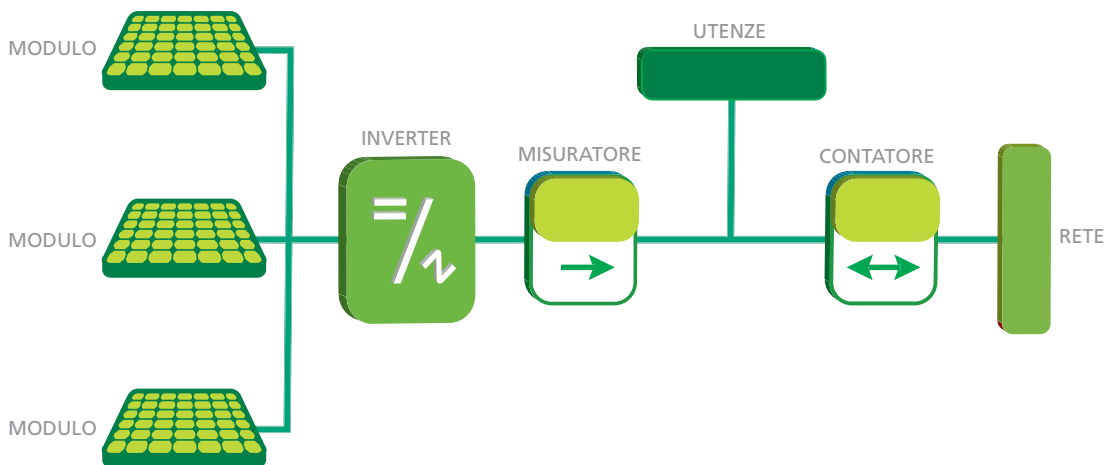 MODULO
UTENZE
INVERTER
MISURATORE
CONTATORE
MODULO
RETE
MODULO